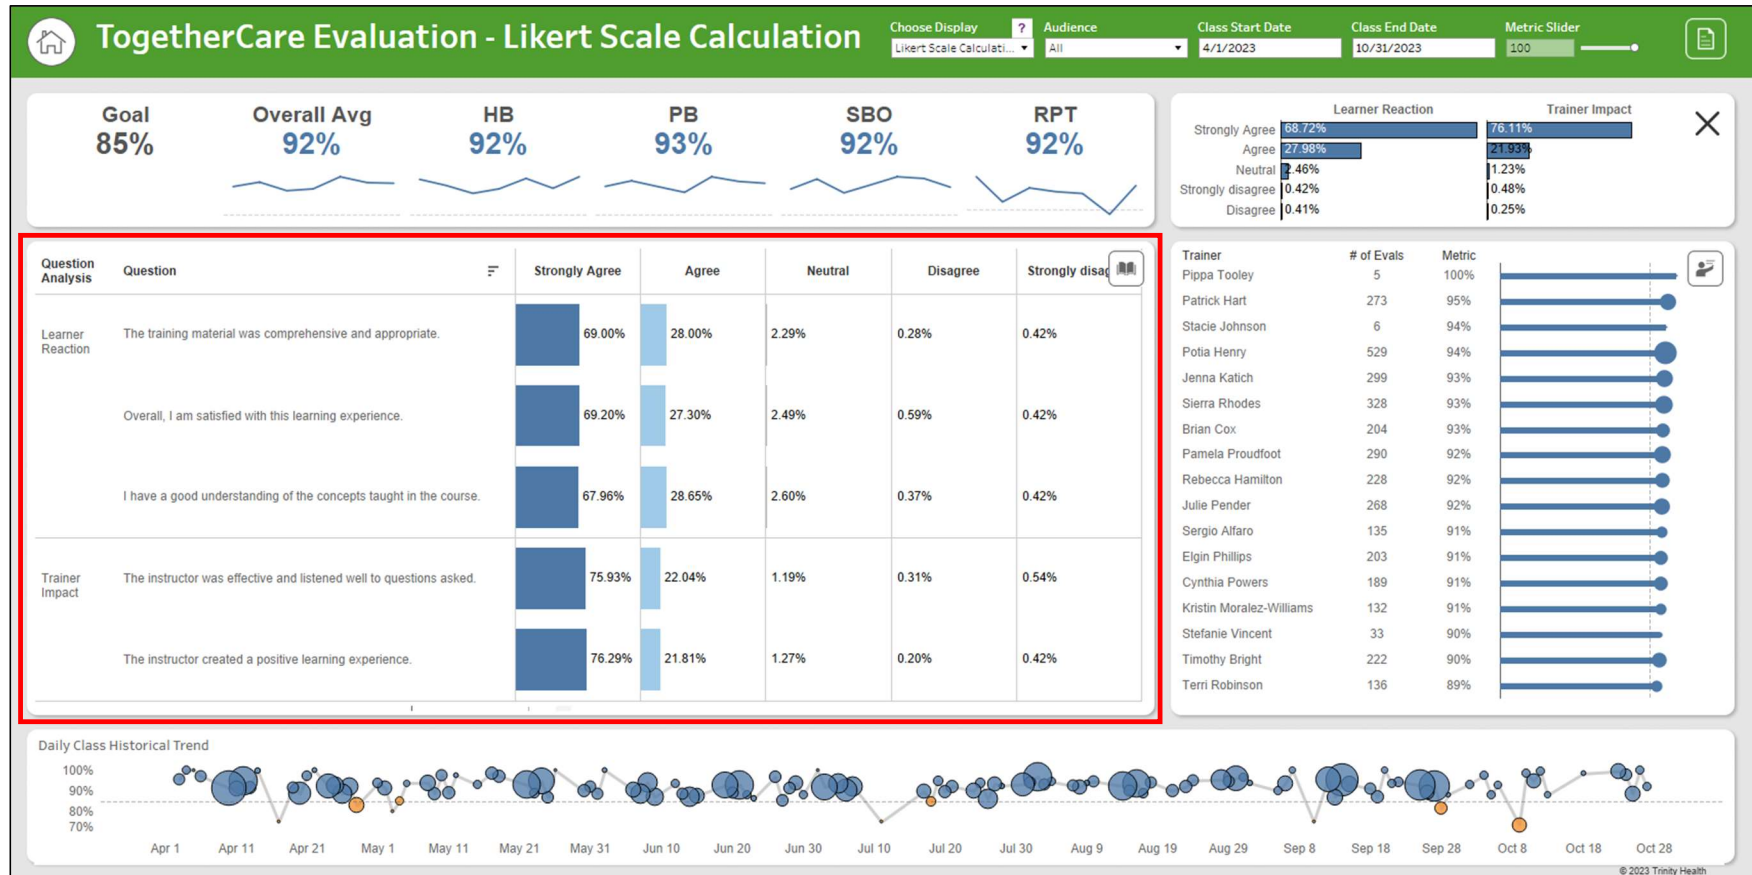 TogetherCare Evaluation - Likert Scale Calculation
Choose Display ? Audience Class Start Date Class End Date Metric Slider
Likert Scale Calculati... All 4/1/2023 10/31/2023 100
Goal Overall Avg HB PB SBO RPT
85% 92% 92% 93% 92% 92%
Learner Reaction Trainer Impact
Strongly Agree 68.72% 76.11%
Agree 27.98% 21.93%
Neutral 2.46% 1.23%
Strongly disagree 0.42% 0.48%
Disagree 0.41% 0.25%
Question Analysis Question Strongly Agree Agree Neutral Disagree Strongly disag
Learner Reaction
The training material was comprehensive and appropriate. 69.00% 28.00% 2.29% 0.28% 0.42%
Overall, I am satisfied with this learning experience. 69.20% 27.30% 2.49% 0.59% 0.42%
I have a good understanding of the concepts taught in the course. 67.96% 28.65% 2.60% 0.37% 0.42%
Trainer Impact
The instructor was effective and listened well to questions asked. 75.93% 22.04% 1.19% 0.31% 0.54%
The instructor created a positive learning experience. 76.29% 21.81% 1.27% 0.20% 0.42%
Trainer # of Evals Metric
Pippa Tooley 5 100%
Patrick Hart 273 95%
Stacie Johnson 6 94%
Potia Henry 529 94%
Jenna Katich 299 93%
Sierra Rhodes 328 93%
Brian Cox 204 93%
Pamela Proudfoot 290 92%
Rebecca Hamilton 228 92%
Julie Pender 268 92%
Sergio Alfaro 135 91%
Elgin Phillips 203 91%
Cynthia Powers 189 91%
Kristin Moralez-Williams 132 91%
Stefanie Vincent 33 90%
Timothy Bright 222 90%
Terri Robinson 136 89%
Daily Class Historical Trend
100%
90%
80%
70%
Apr 1 Apr 11 Apr 21 May 1 May 11 May 21 May 31 Jun 10 Jun 20 Jun 30 Jul 10 Jul 20 Jul 30 Aug 9 Aug 19 Aug 29 Sep 8 Sep 18 Sep 28 Oct 8 Oct 18 Oct 28
© 2023 Trinity Health